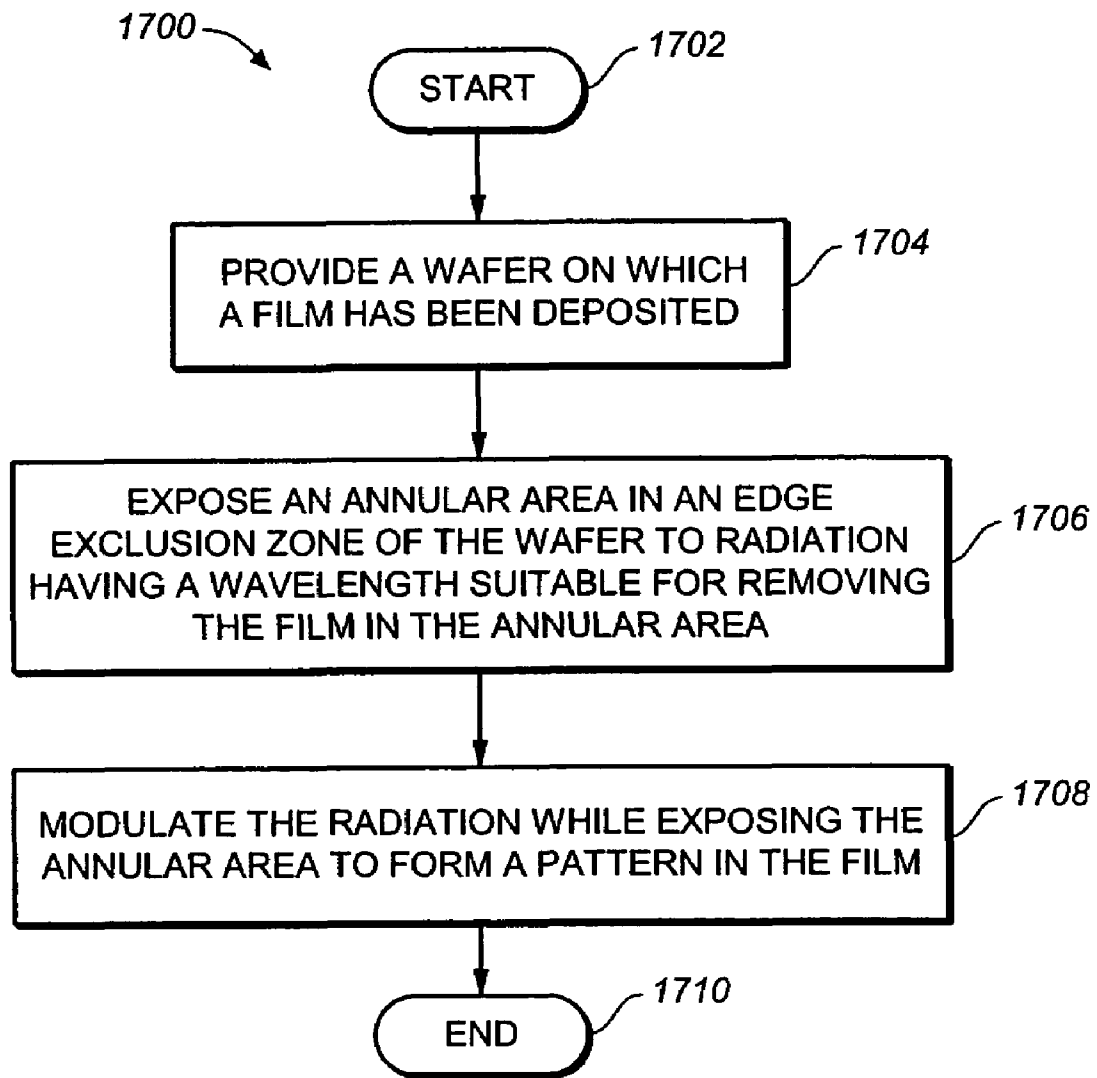 1700
1702
START
1704
PROVIDE A WAFER ON WHICH
A FILM HAS BEEN DEPOSITED
1706
EXPOSE AN ANNULAR AREA IN AN EDGE
EXCLUSION ZONE OF THE WAFER TO RADIATION
HAVING A WAVELENGTH SUITABLE FOR REMOVING
THE FILM IN THE ANNULAR AREA
1708
MODULATE THE RADIATION WHILE EXPOSING THE
ANNULAR AREA TO FORM A PATTERN IN THE FILM
1710
END